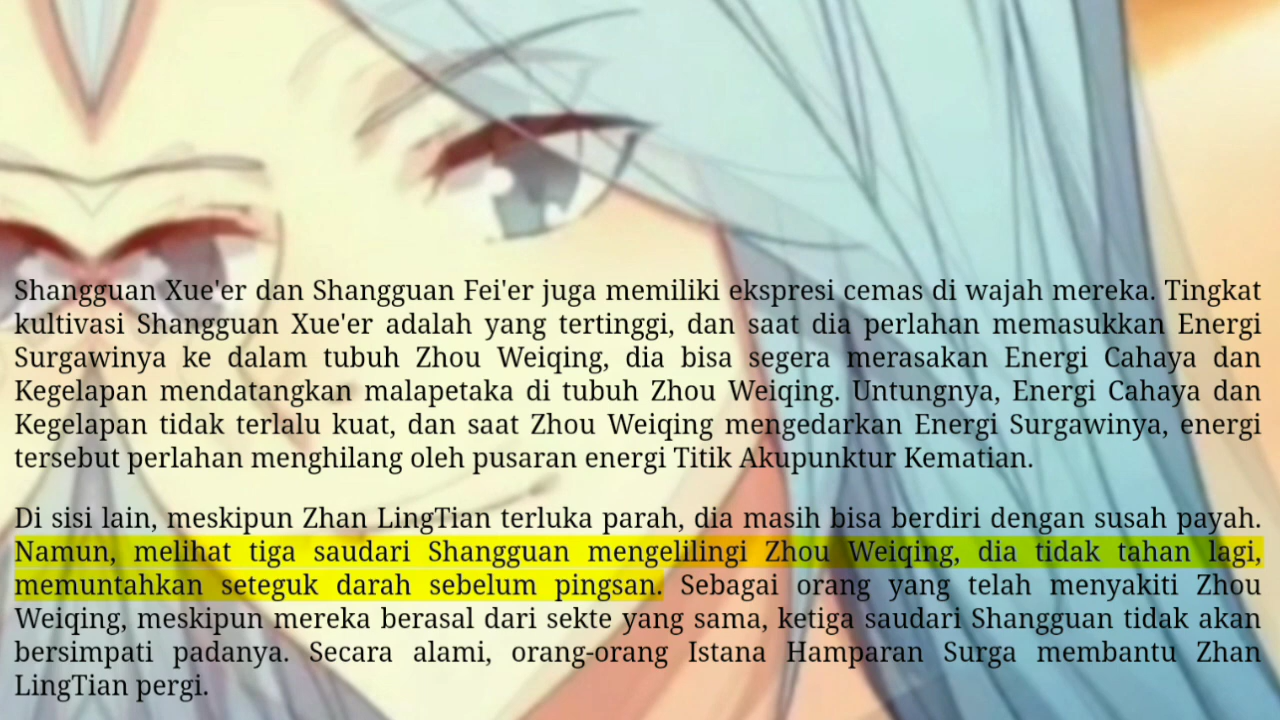 Shangguan Xue'er dan Shangguan Fei'er juga memiliki ekspresi cemas di wajah mereka. Tingkat
kultivasi Shangguan Xue'er adalah yang tertinggi, dan saat dia perlahan memasukkan Energi
Surgawinya ke dalam tubuh Zhou Weiqing, dia bisa segera merasakan Energi Cahaya dan
Kegelapan mendatangkan malapetaka di tubuh Zhou Weiqing. Untungnya, Energi Cahaya dan
Kegelapan tidak terlalu kuat, dan saat Zhou Weiqing mengedarkan Energi Surgawinya, energi
tersebut perlahan menghilang oleh pusaran energi Titik Akupunktur Kematian.
Di sisi lain, meskipun Zhan LingTian terluka parah, dia masih bisa berdiri dengan susah payah.
Namun, melihat tiga saudari Shangguan mengelilingi Zhou Weiqing, dia tidak tahan lagi,
memuntahkan seteguk darah sebelum pingsan. Sebagai orang yang telah menyakiti Zhou
Weiqing, meskipun mereka berasal dari sekte yang sama, ketiga saudari Shangguan tidak akan
bersimpati padanya. Secara alami, orang-orang Istana Hamparan Surga membantu Zhan
LingTian pergi.